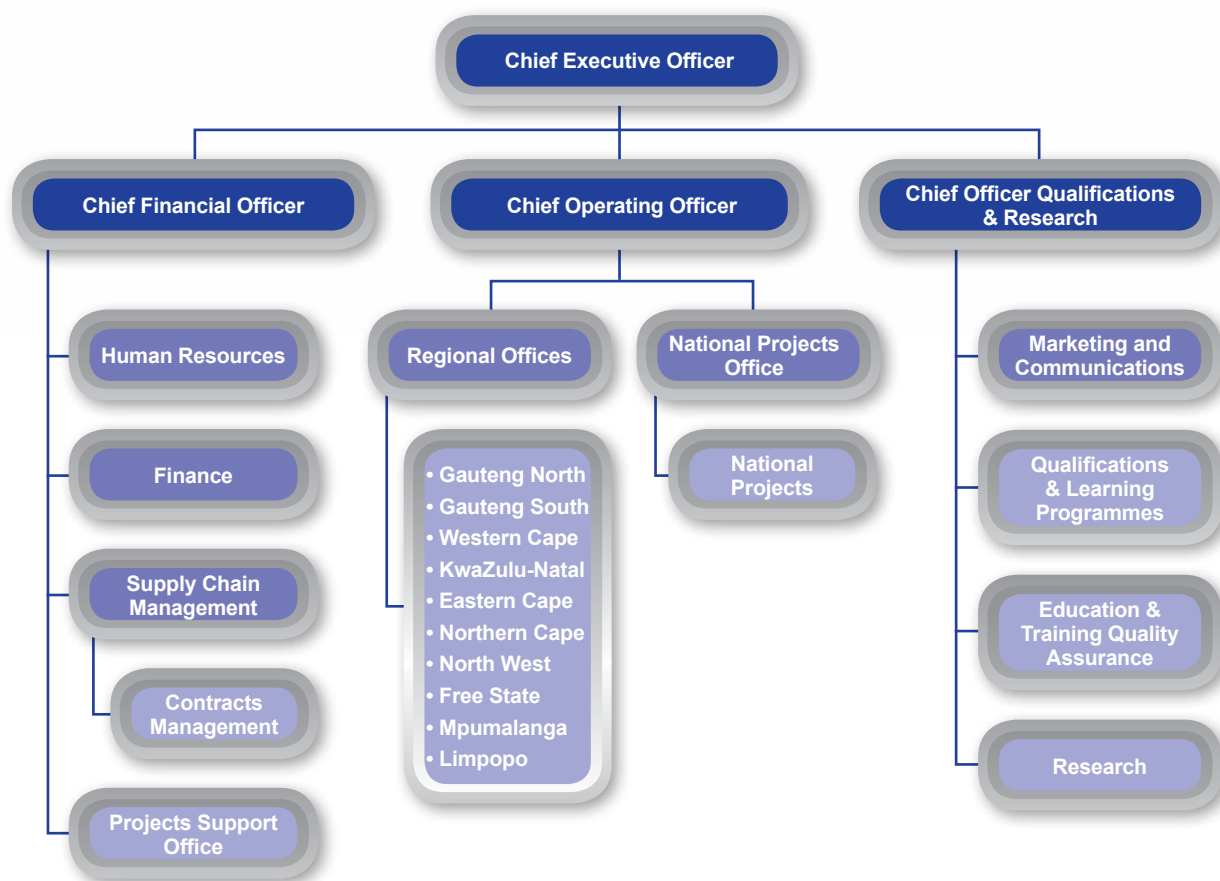 Chief Executive Officer
Chief Financial Officer
Chief Operating Officer
Chief Officer Qualifications
& Research
Human Resources
Finance
Supply Chain
Management
Contracts
Management
Projects Support
Office
Regional Offices
• Gauteng North
• Gauteng South
• Western Cape
• KwaZulu-Natal
• Eastern Cape
• Northern Cape
• North West
• Free State
• Mpumalanga
• Limpopo
National Projects
Office
National
Projects
Marketing and
Communications
Qualifications
& Learning
Programmes
Education &
Training Quality
Assurance
Research